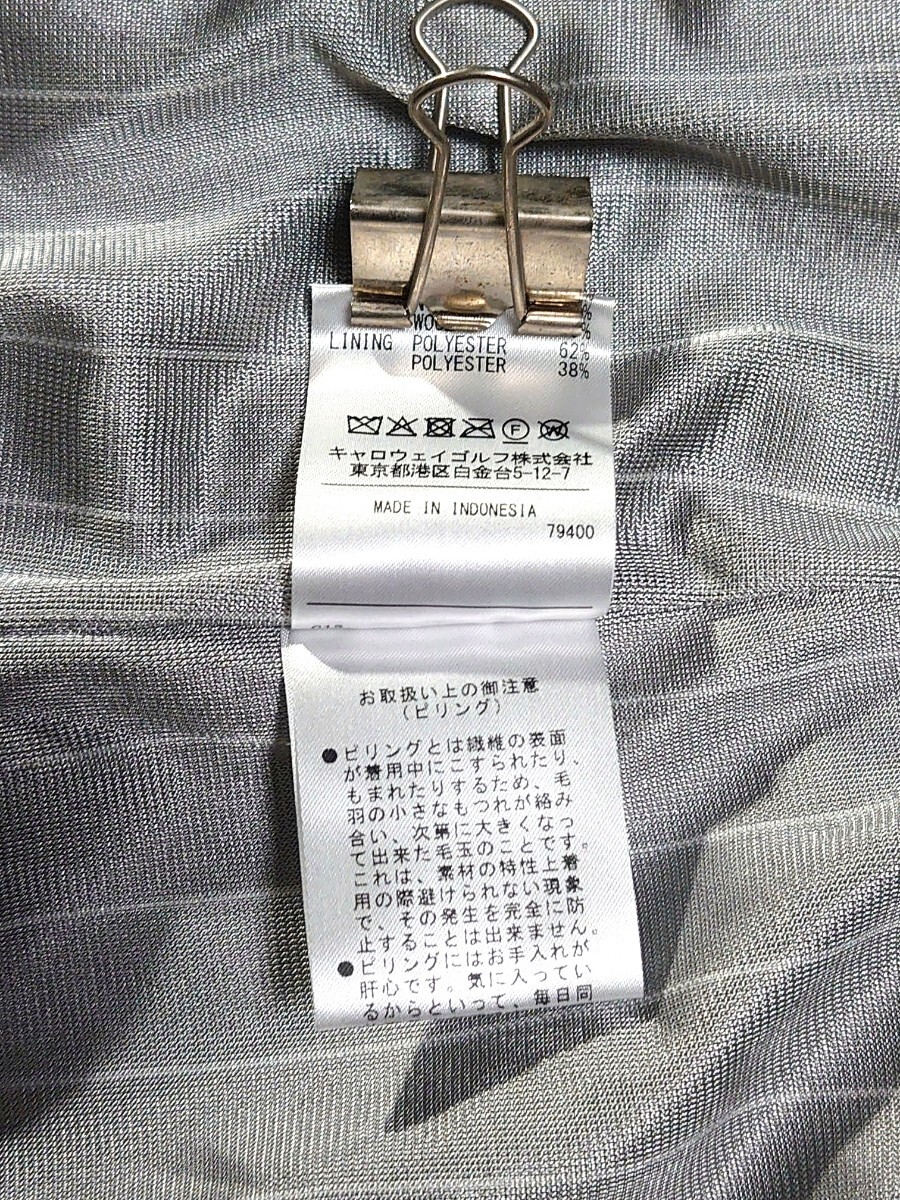 LINING POLYESTER 62%
POLYESTER 38%
F
W
キャロウェイゴルフ株式会社
東京都港区白金台5-12-7
MADE IN INDONESIA
79400
お取扱い上の御注意
(ピリング)
●ピリングとは繊維の表面
が着用中にこすられたり、
もまれたりするため、毛
羽の小さなもつれが絡み
合い、次第に大きくなっ
て出来た毛玉のことです。
これは、素材の特性上着
用の際避けられない現象
で、その発生を完全に防
止することは出来ません。
●ピリングにはお手入れが
肝心です。気に入ってい
るからといって、毎日同